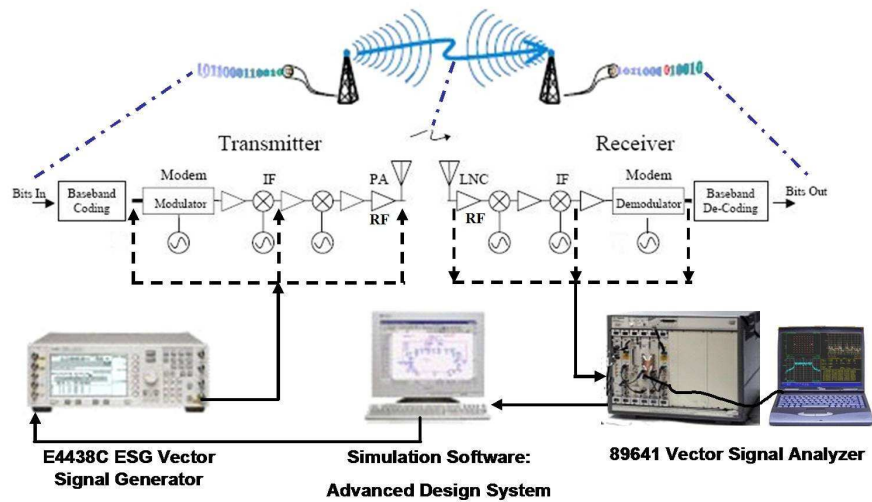 1011000110010
1011000 010010
Transmitter
Receiver
Bits In
Baseband
Coding
Modem
Modulator
IF
PA
RF
LNC
RF
IF
Modem
Demodulator
Baseband
De-Coding
Bits Out
E4438C ESG Vector
Signal Generator
Simulation Software:
Advanced Design System
89641 Vector Signal Analyzer